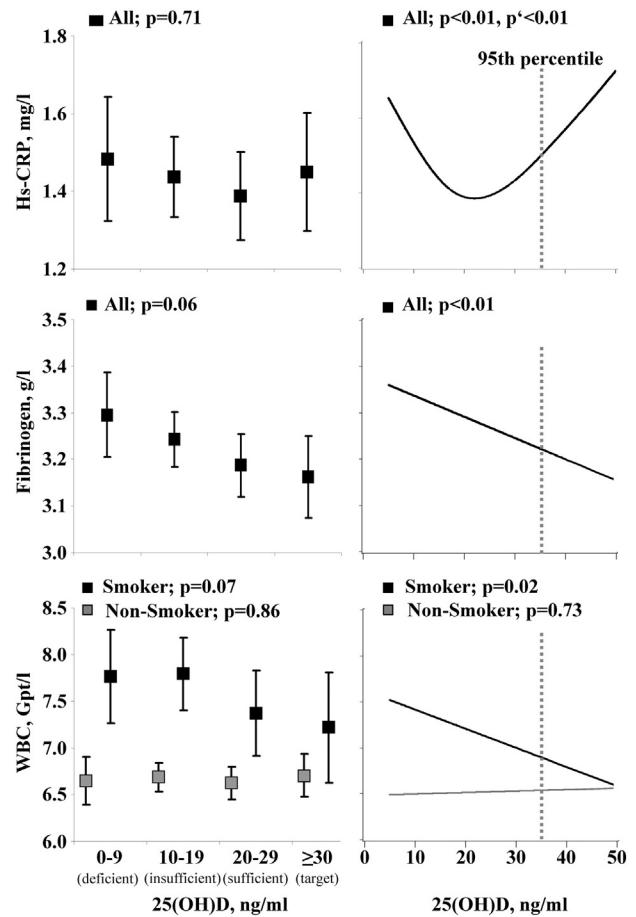 All; p=0.71
All; p<0.01, p‘<0.01
95th percentile
Hs-CRP, mg/l
1.8
1.6
1.4
1.2
All; p=0.06
All; p<0.01
Fibrinogen, g/l
3.5
3.3
3.2
3.1
3.0
Smoker; p=0.07
Non-Smoker; p=0.86
Smoker; p=0.02
Non-Smoker; p=0.73
WBC, Gpt/l
8.5
8.0
7.5
7.0
6.5
6.0
0-9 10-19 20-29 ≥30
(deficient) (insufficient) (sufficient) (target)
25(OH)D, ng/ml
0 10 20 30 40 50
25(OH)D, ng/ml